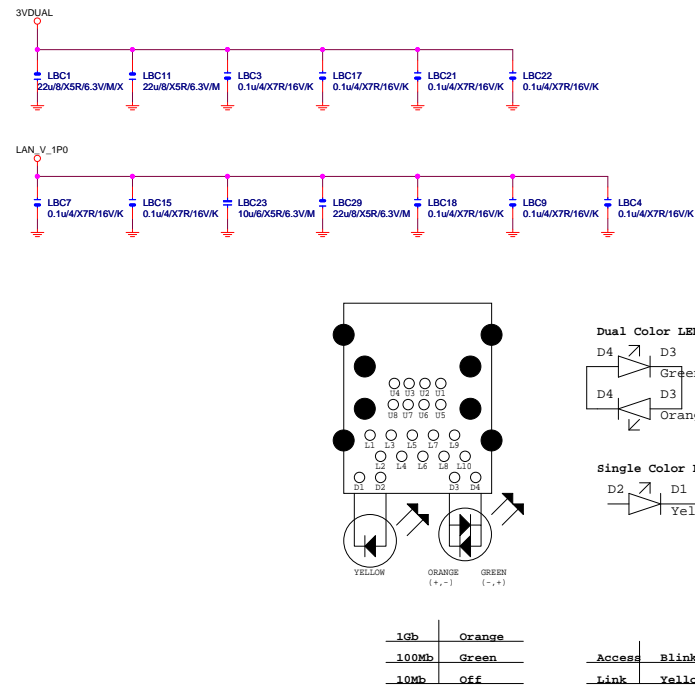 3VDUAL
LBC1 LBC11 LBC3 LBC17 LBC21 LBC22
22u/8/X5R/6.3V/M/X 22u/8/X5R/6.3V/M 0.1u/4/X7R/16V/K 0.1u/4/X7R/16V/K 0.1u/4/X7R/16V/K 0.1u/4/X7R/16V/K
LAN_V_1P0
LBC7 LBC15 LBC23 LBC29 LBC18 LBC9 LBC4
0.1u/4/X7R/16V/K 0.1u/4/X7R/16V/K 10u/6/X5R/6.3V/M 22u/8/X5R/6.3V/M 0.1u/4/X7R/16V/K 0.1u/4/X7R/16V/K 0.1u/4/X7R/16V/K
U4 U3 U2 U1
U8 U7 U6 U5
L1 L3 L5 L7 L9
L2 L4 L6 L8 L10
D1 D2 D3 D4
YELLOW ORANGE GREEN
(+,-) (-,+)
Dual Color LE
D4 D3
Green
D4 D3
Orang
Single Color
D2 D1
Yel
1Gb Orange
100Mb Green
10Mb Off
Access Blink
Link Yello